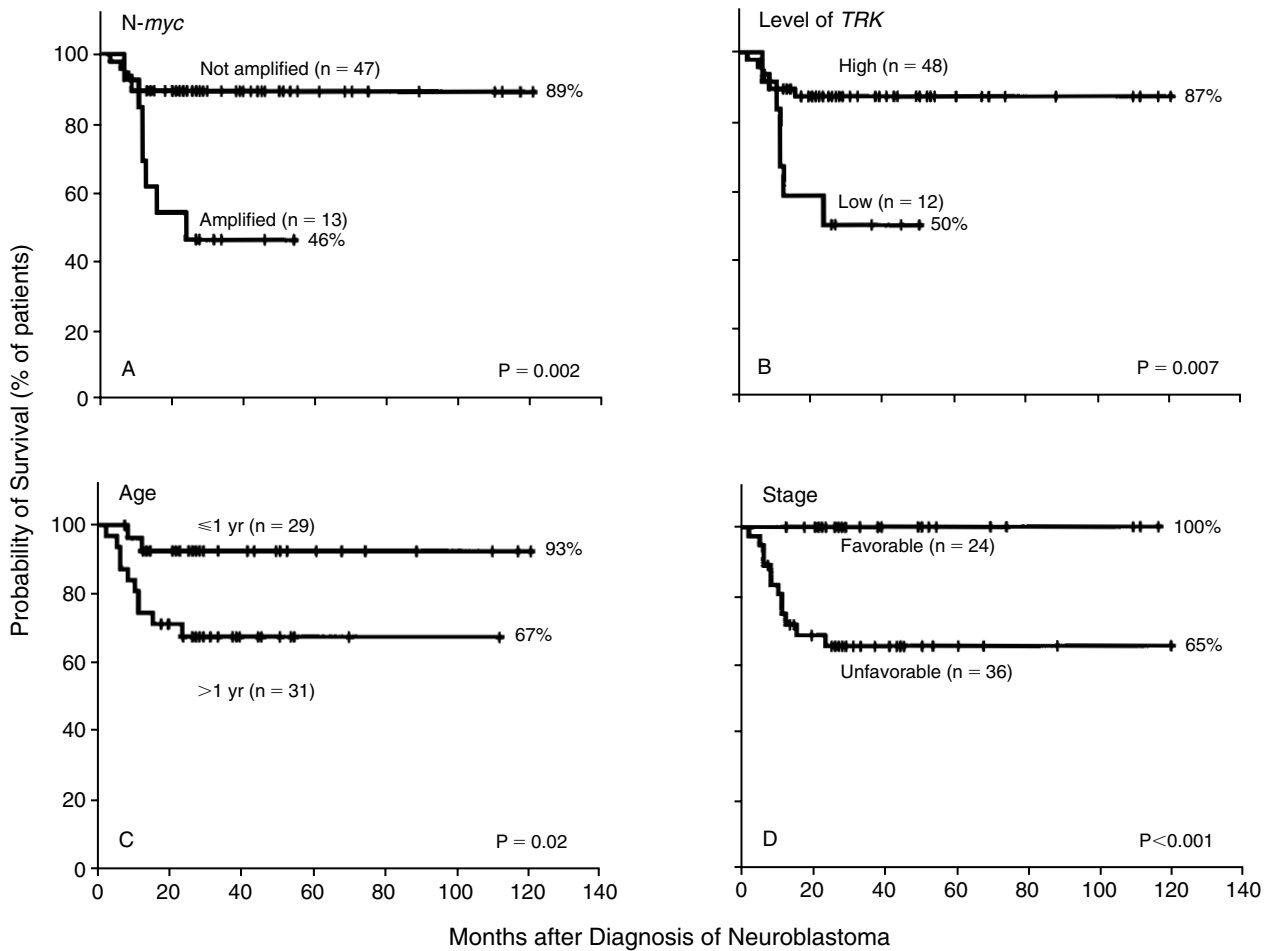 N-myc
100
80
60
40
20
0
Not amplified (n = 47)
89%
Amplified (n = 13)
46%
A
P = 0.002
Level of TRK
High (n = 48)
87%
Low (n = 12)
50%
B
P = 0.007
Probability of Survival (% of patients)
Age
100
80
60
40
20
0
⩽1 yr (n = 29)
93%
67%
>1 yr (n = 31)
C
P = 0.02
0 20 40 60 80 100 120 140
Stage
100%
Favorable (n = 24)
65%
Unfavorable (n = 36)
D
P<0.001
0 20 40 60 80 100 120 140
Months after Diagnosis of Neuroblastoma